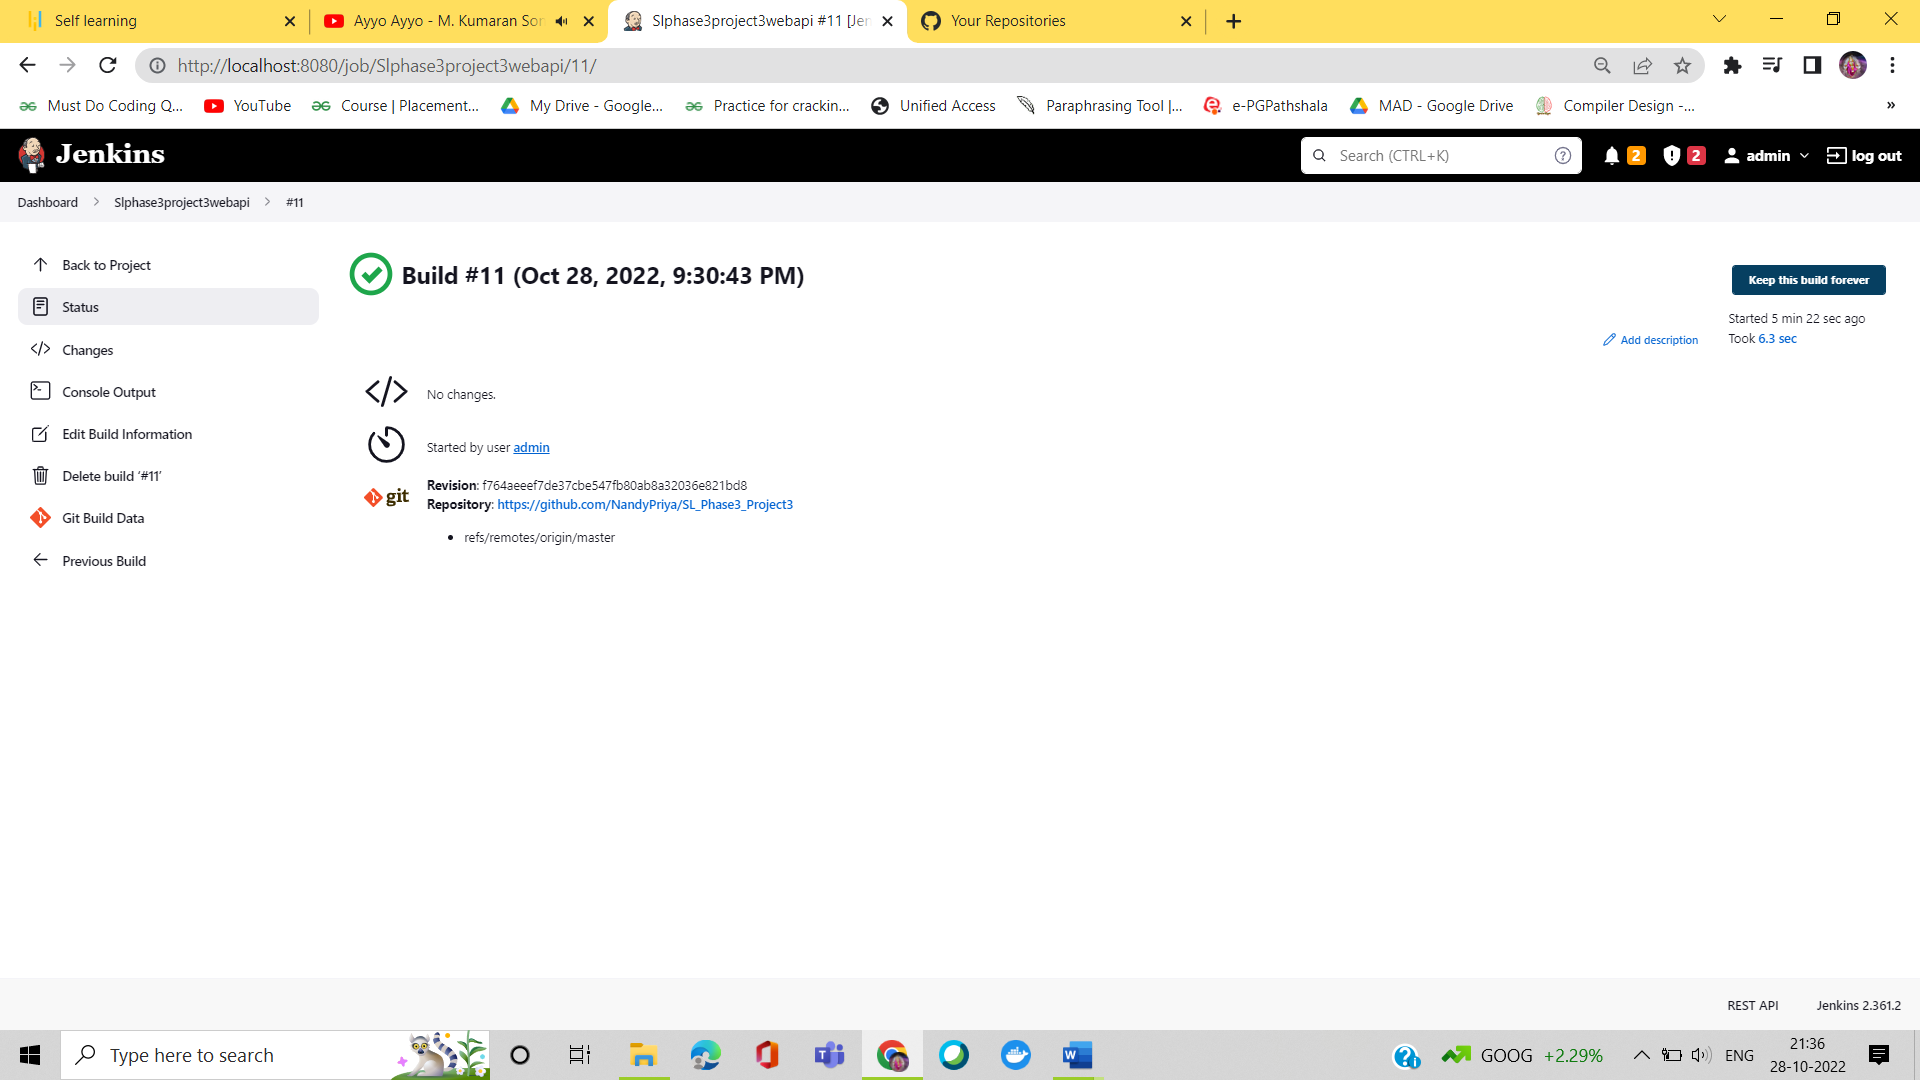 Self learning
Ayyo Ayyo - M. Kumaran Son
Slphase3project3webapi #11 [Jen
Your Repositories
http://localhost:8080/job/Slphase3project3webapi/11/
Must Do Coding Q...
YouTube
Course | Placement...
My Drive - Google...
Practice for crackin...
Unified Access
Paraphrasing Tool |...
e-PGPathshala
MAD - Google Drive
Compiler Design -...
»
Jenkins
Search (CTRL+K)
2
2
admin
log out
Dashboard
Slphase3project3webapi
#11
Back to Project
Status
Changes
Console Output
Edit Build Information
Delete build ‘#11’
Git Build Data
Previous Build
Build #11 (Oct 28, 2022, 9:30:43 PM)
Keep this build forever
Started 5 min 22 sec ago
Took 6.3 sec
Add description
No changes.
Started by user admin
git
Revision: f764aeeef7de37cbe547fb80ab8a32036e821bd8
Repository: https://github.com/NandyPriya/SL_Phase3_Project3
• refs/remotes/origin/master
REST API
Jenkins 2.361.2
Type here to search
GOOG +2.29%
ENG
21:36
28-10-2022